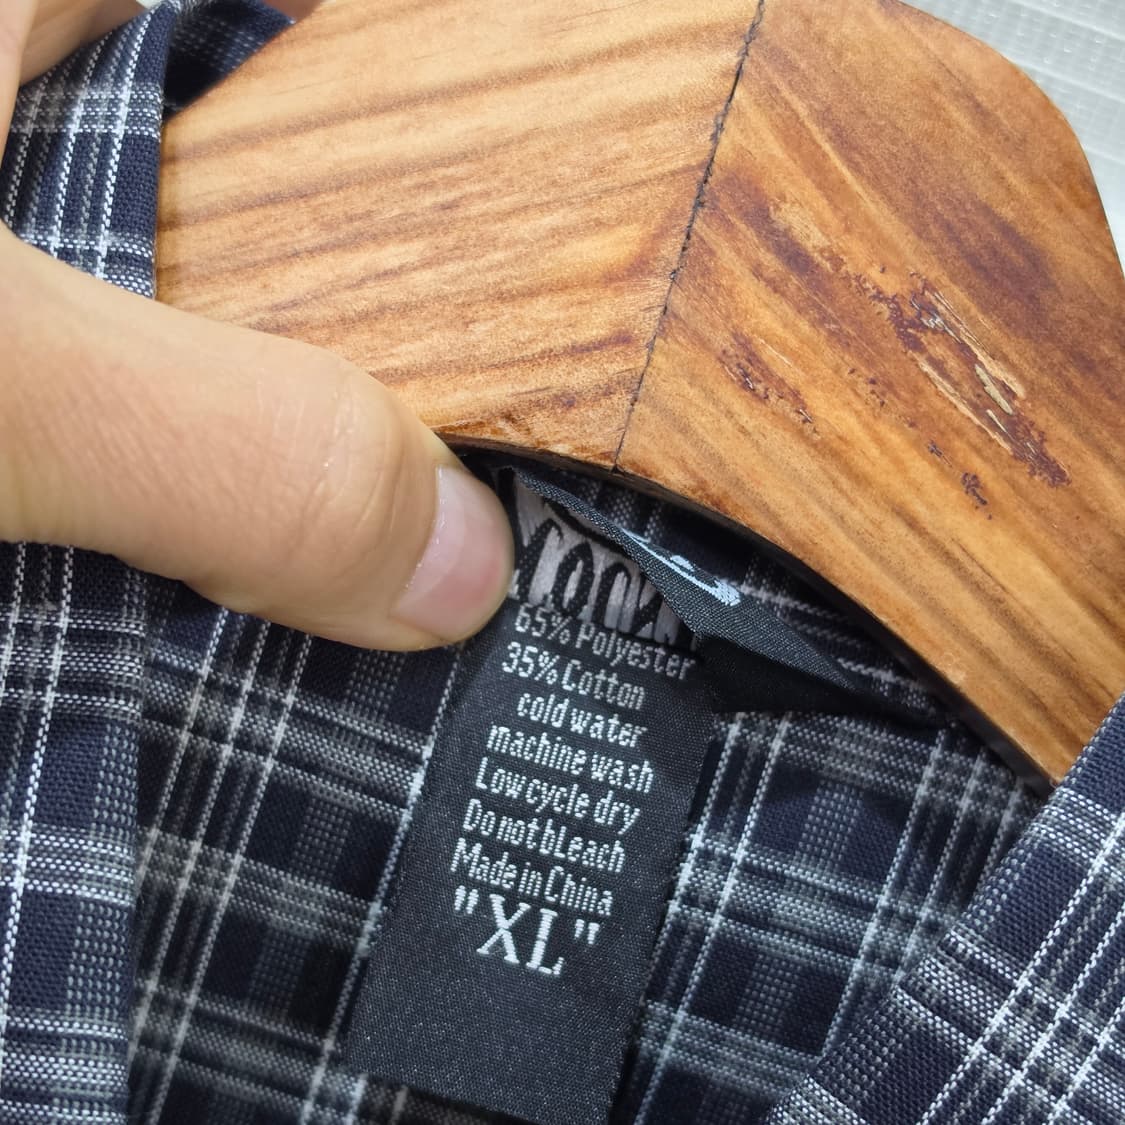 65% Polyester
35% Cotton
cold water
machine wash
Low cycle dry
Do not bLeach
Made in China
"XL"